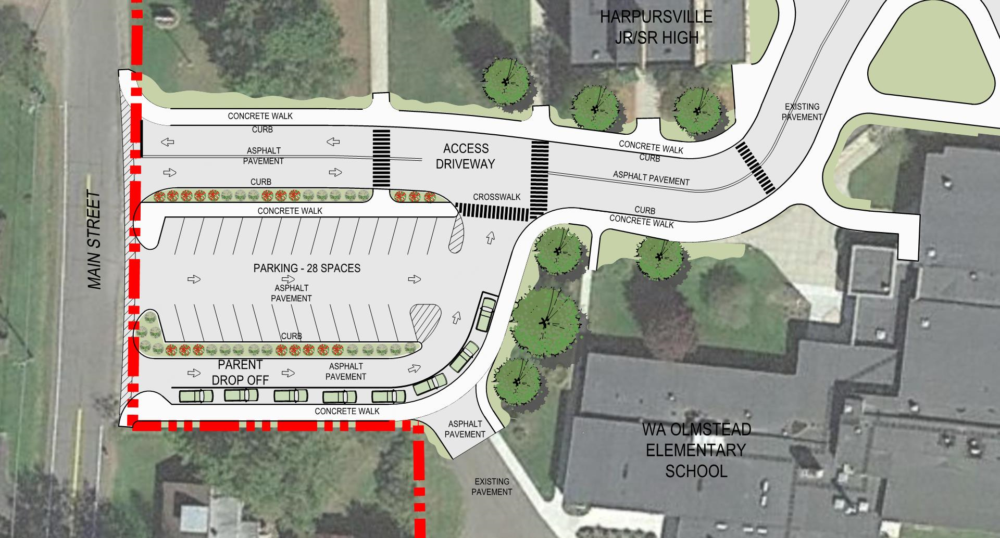 HARPURSVILLE
JR/SR HIGH
EXISTING
PAVEMENT
CONCRETE WALK
CURB
ASPHALT
PAVEMENT
ACCESS
DRIVEWAY
CONCRETE WALK
CURB
ASPHALT PAVEMENT
CURB
CROSSWALK
CONCRETE WALK
CURB
CONCRETE WALK
MAIN STREET
PARKING - 28 SPACES
ASPHALT
PAVEMENT
CURB
PARENT
DROP OFF
ASPHALT
PAVEMENT
CONCRETE WALK
ASPHALT
PAVEMENT
WA OLMSTEAD
ELEMENTARY
SCHOOL
EXISTING
PAVEMENT